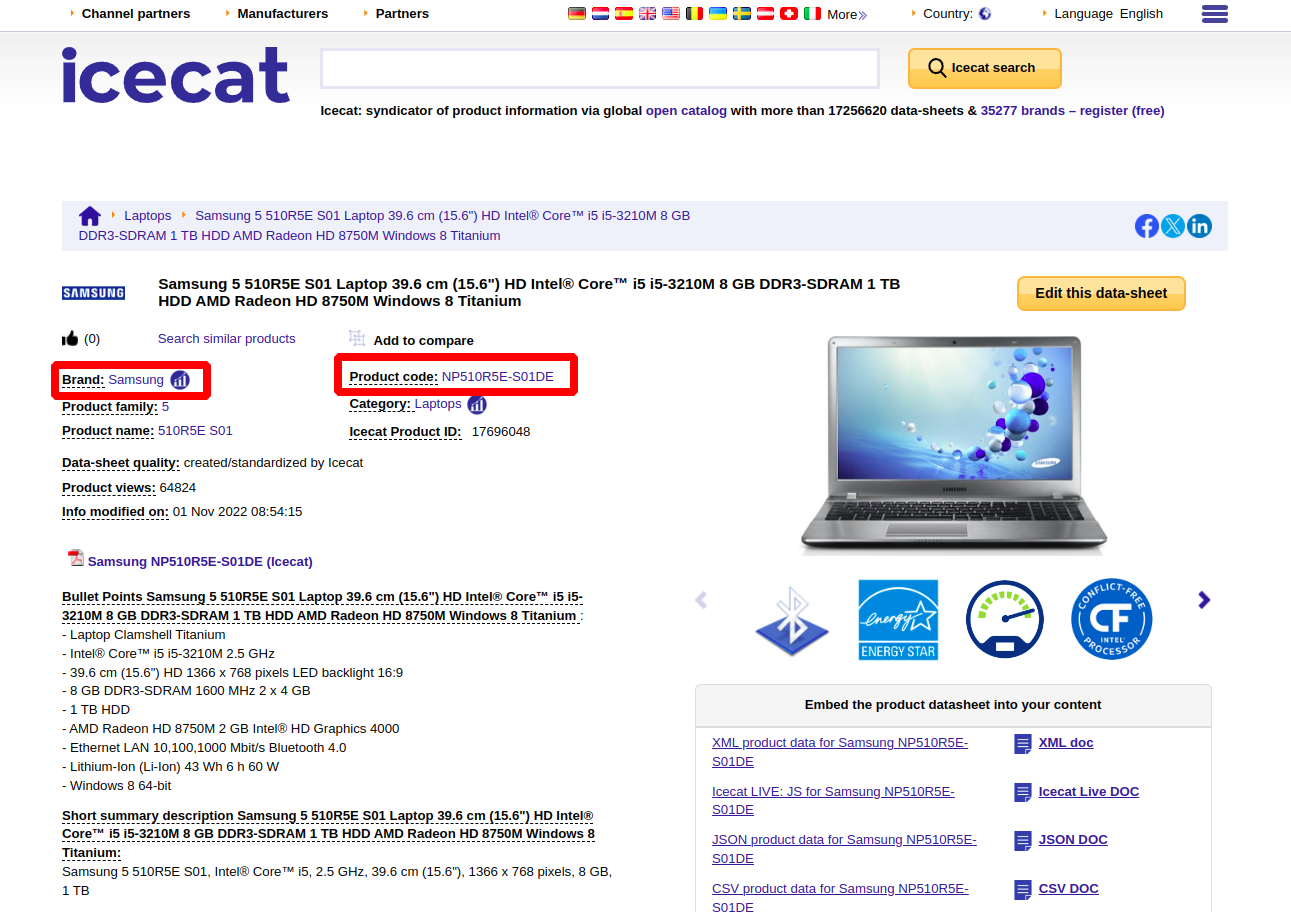 Channel partners Manufacturers Partners More Country: Language English
icecat
Icecat search
Icecat: syndicator of product information via global open catalog with more than 17256620 data-sheets & 35277 brands – register (free)
Laptops Samsung 5 510R5E S01 Laptop 39.6 cm (15.6") HD Intel® Core™ i5 i5-3210M 8 GB
DDR3-SDRAM 1 TB HDD AMD Radeon HD 8750M Windows 8 Titanium
SAMSUNG
Samsung 5 510R5E S01 Laptop 39.6 cm (15.6") HD Intel® Core™ i5 i5-3210M 8 GB DDR3-SDRAM 1 TB
HDD AMD Radeon HD 8750M Windows 8 Titanium
Edit this data-sheet
(0) Search similar products Add to compare
Brand: Samsung
Product code: NP510R5E-S01DE
Product family: 5
Category: Laptops
Product name: 510R5E S01
Icecat Product ID: 17696048
Data-sheet quality: created/standardized by Icecat
Product views: 64824
Info modified on: 01 Nov 2022 08:54:15
Samsung NP510R5E-S01DE (Icecat)
Bullet Points Samsung 5 510R5E S01 Laptop 39.6 cm (15.6") HD Intel® Core™ i5 i5-
3210M 8 GB DDR3-SDRAM 1 TB HDD AMD Radeon HD 8750M Windows 8 Titanium :
- Laptop Clamshell Titanium
- Intel® Core™ i5 i5-3210M 2.5 GHz
- 39.6 cm (15.6") HD 1366 x 768 pixels LED backlight 16:9
- 8 GB DDR3-SDRAM 1600 MHz 2 x 4 GB
- 1 TB HDD
- AMD Radeon HD 8750M 2 GB Intel® HD Graphics 4000
- Ethernet LAN 10,100,1000 Mbit/s Bluetooth 4.0
- Lithium-Ion (Li-Ion) 43 Wh 6 h 60 W
- Windows 8 64-bit
Short summary description Samsung 5 510R5E S01 Laptop 39.6 cm (15.6") HD Intel®
Core™ i5 i5-3210M 8 GB DDR3-SDRAM 1 TB HDD AMD Radeon HD 8750M Windows 8
Titanium:
Samsung 5 510R5E S01, Intel® Core™ i5, 2.5 GHz, 39.6 cm (15.6"), 1366 x 768 pixels, 8 GB,
1 TB
SAMSUNG
SAMSUNG
energy
ENERGY STAR
CONFLICT-FREE
CF
INTEL®
PROCESSOR
Embed the product datasheet into your content
XML product data for Samsung NP510R5E-
S01DE
XML doc
Icecat LIVE: JS for Samsung NP510R5E-
S01DE
Icecat Live DOC
JSON product data for Samsung NP510R5E-
S01DE
JSON DOC
CSV product data for Samsung NP510R5E-
S01DE
CSV DOC